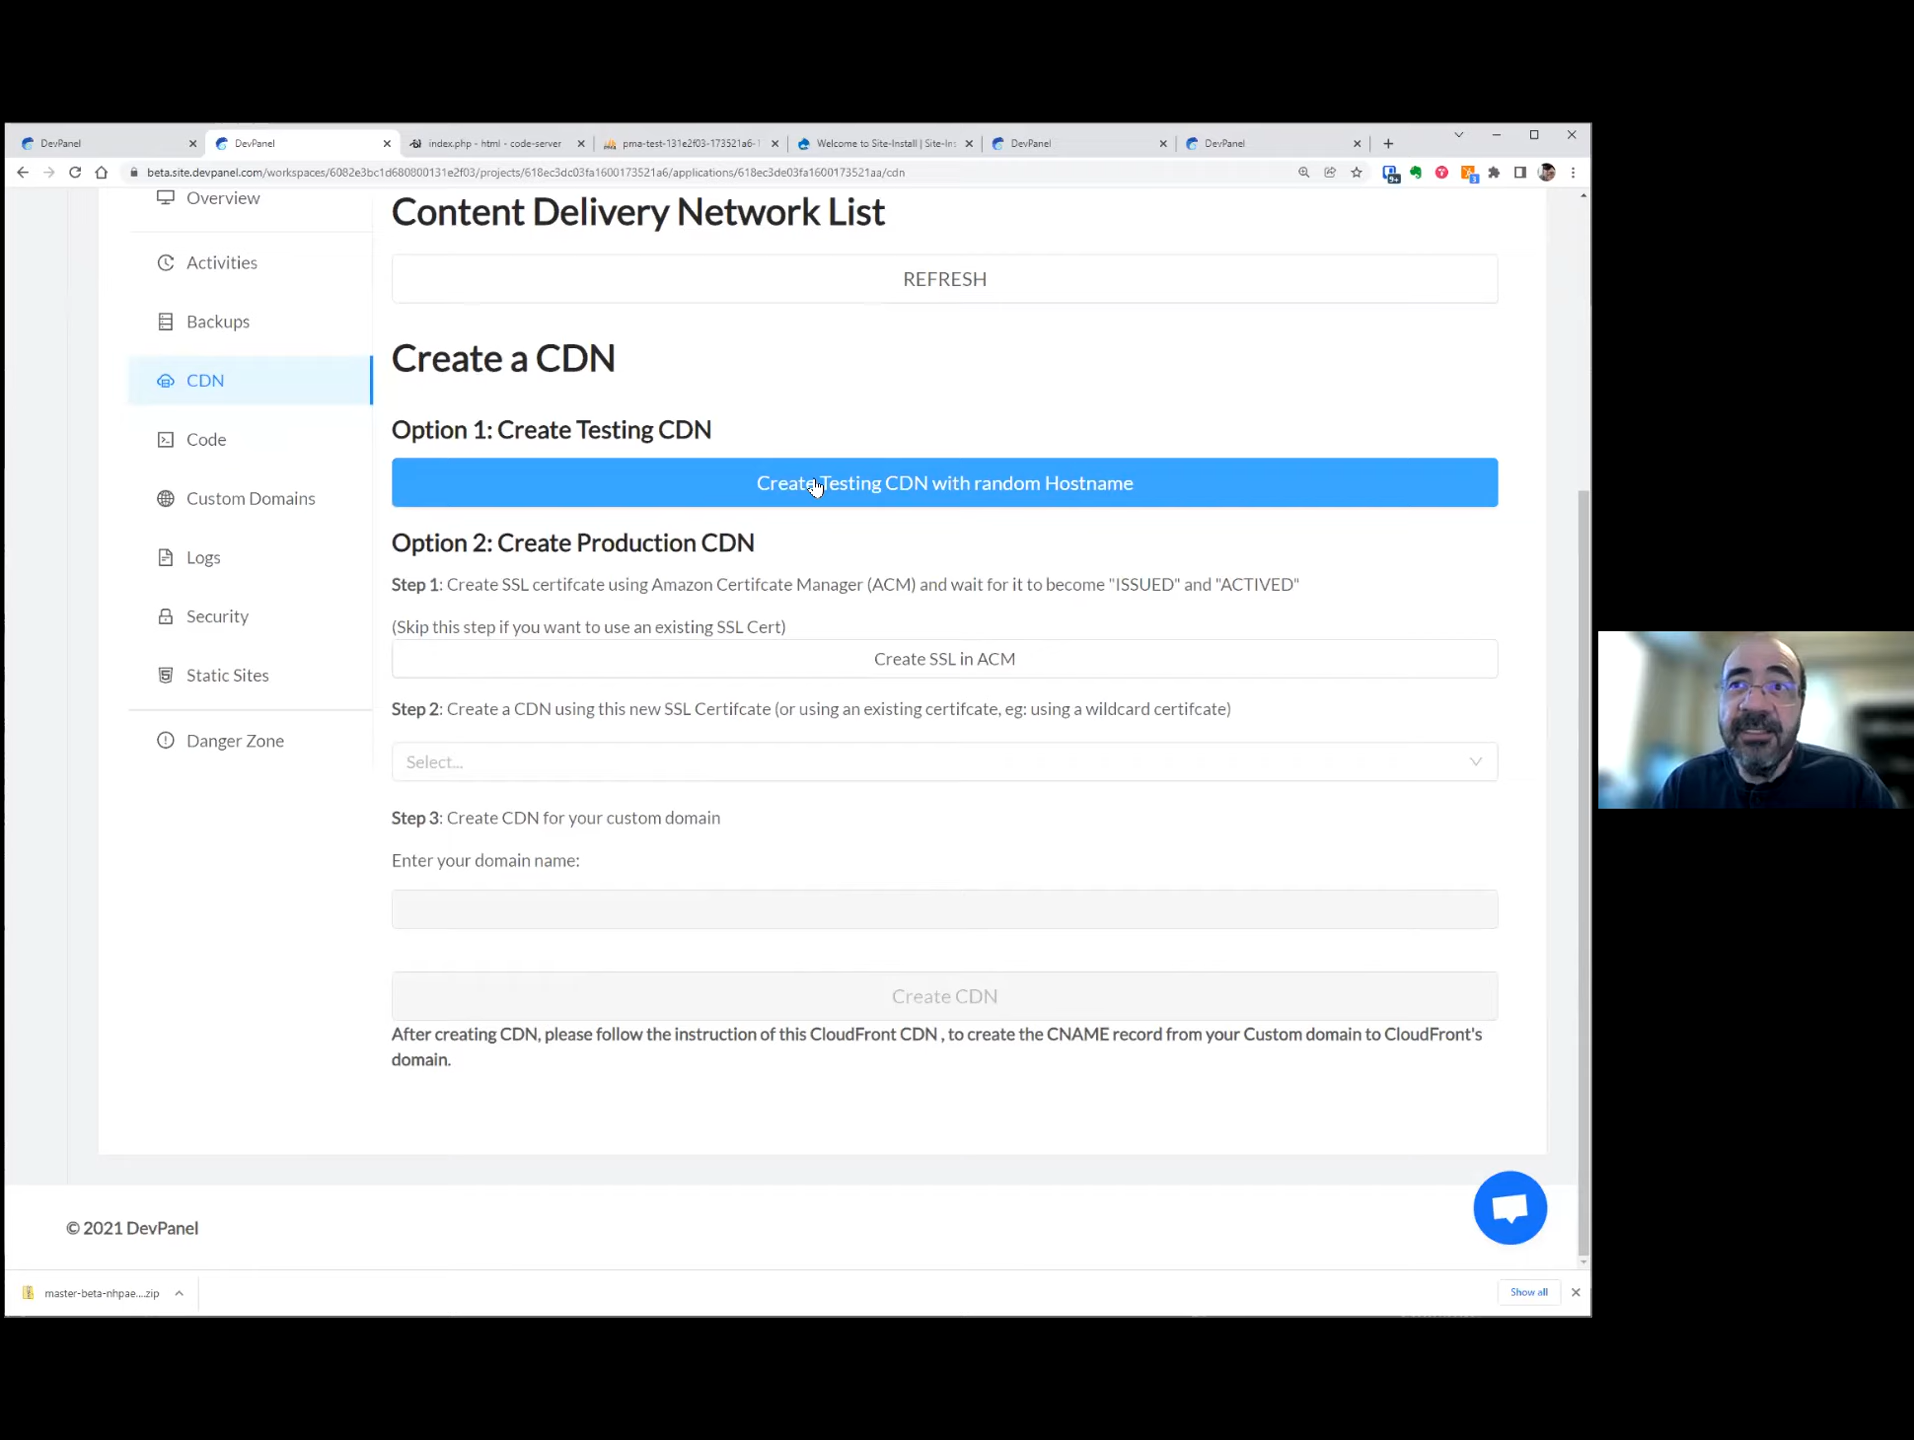 DevPanel
DevPanel
index.php - html - code-server
pma-test-131e2f03-173521a6-
Welcome to Site-Install | Site-Ins
DevPanel
DevPanel
beta.site.devpanel.com/workspaces/6082e3bc1d680800131e2f03/projects/618ec3dc03fa1600173521a6/applications/618ec3de03fa1600173521aa/cdn
9+
3
Overview
Activities
Backups
CDN
Code
Custom Domains
Logs
Security
Static Sites
Danger Zone
Content Delivery Network List
REFRESH
Create a CDN
Option 1: Create Testing CDN
Create Testing CDN with random Hostname
Option 2: Create Production CDN
Step 1: Create SSL certifcate using Amazon Certifcate Manager (ACM) and wait for it to become "ISSUED" and "ACTIVED"
(Skip this step if you want to use an existing SSL Cert)
Create SSL in ACM
Step 2: Create a CDN using this new SSL Certifcate (or using an existing certifcate, eg: using a wildcard certifcate)
Select...
Step 3: Create CDN for your custom domain
Enter your domain name:
Create CDN
After creating CDN, please follow the instruction of this CloudFront CDN , to create the CNAME record from your Custom domain to CloudFront's
domain.
© 2021 DevPanel
master-beta-nhpae....zip
Show all